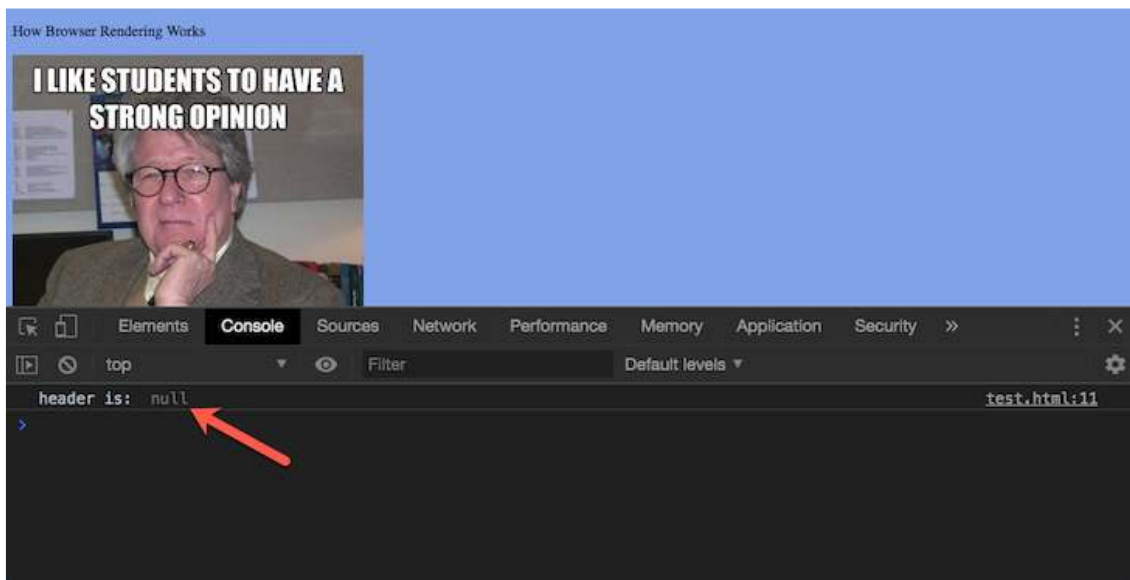 How Browser Rendering Works
I LIKE STUDENTS TO HAVE A
STRONG OPINION
Elements Console Sources Network Performance Memory Application Security »
top Filter Default levels ▼
header is: null test.html:11
>